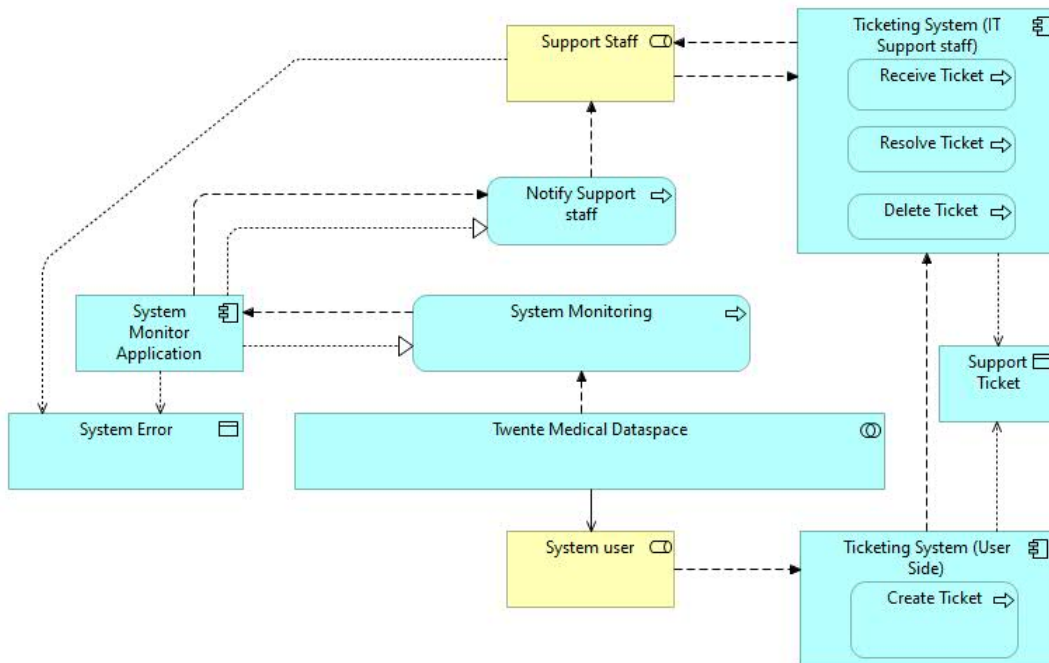 Support Staff
Ticketing System (IT
Support staff)
Receive Ticket
Resolve Ticket
Delete Ticket
Notify Support
staff
System
Monitor
Application
System Monitoring
Support
Ticket
System Error
Twente Medical Dataspace
System user
Ticketing System (User
Side)
Create Ticket